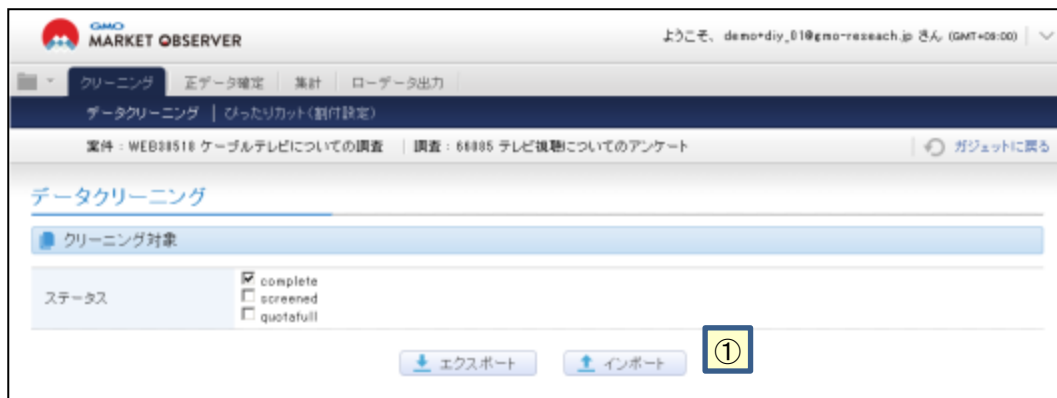 GMO
MARKET OBSERVER
ようこそ、 demo+diy_01@gmo-reseach.jp さん (GMT+09:00)
クリーニング 正データ確定 集計 ローデータ出力
データクリーニング | ぴったりカット(割付設定)
案件 : WEB38510 ケーブルテレビについての調査 調査 : 66085 テレビ視聴についてのアンケート ガジェットに戻る
データクリーニング
クリーニング対象
ステータス
complete
screened
quotafull
エクスポート インポート ①